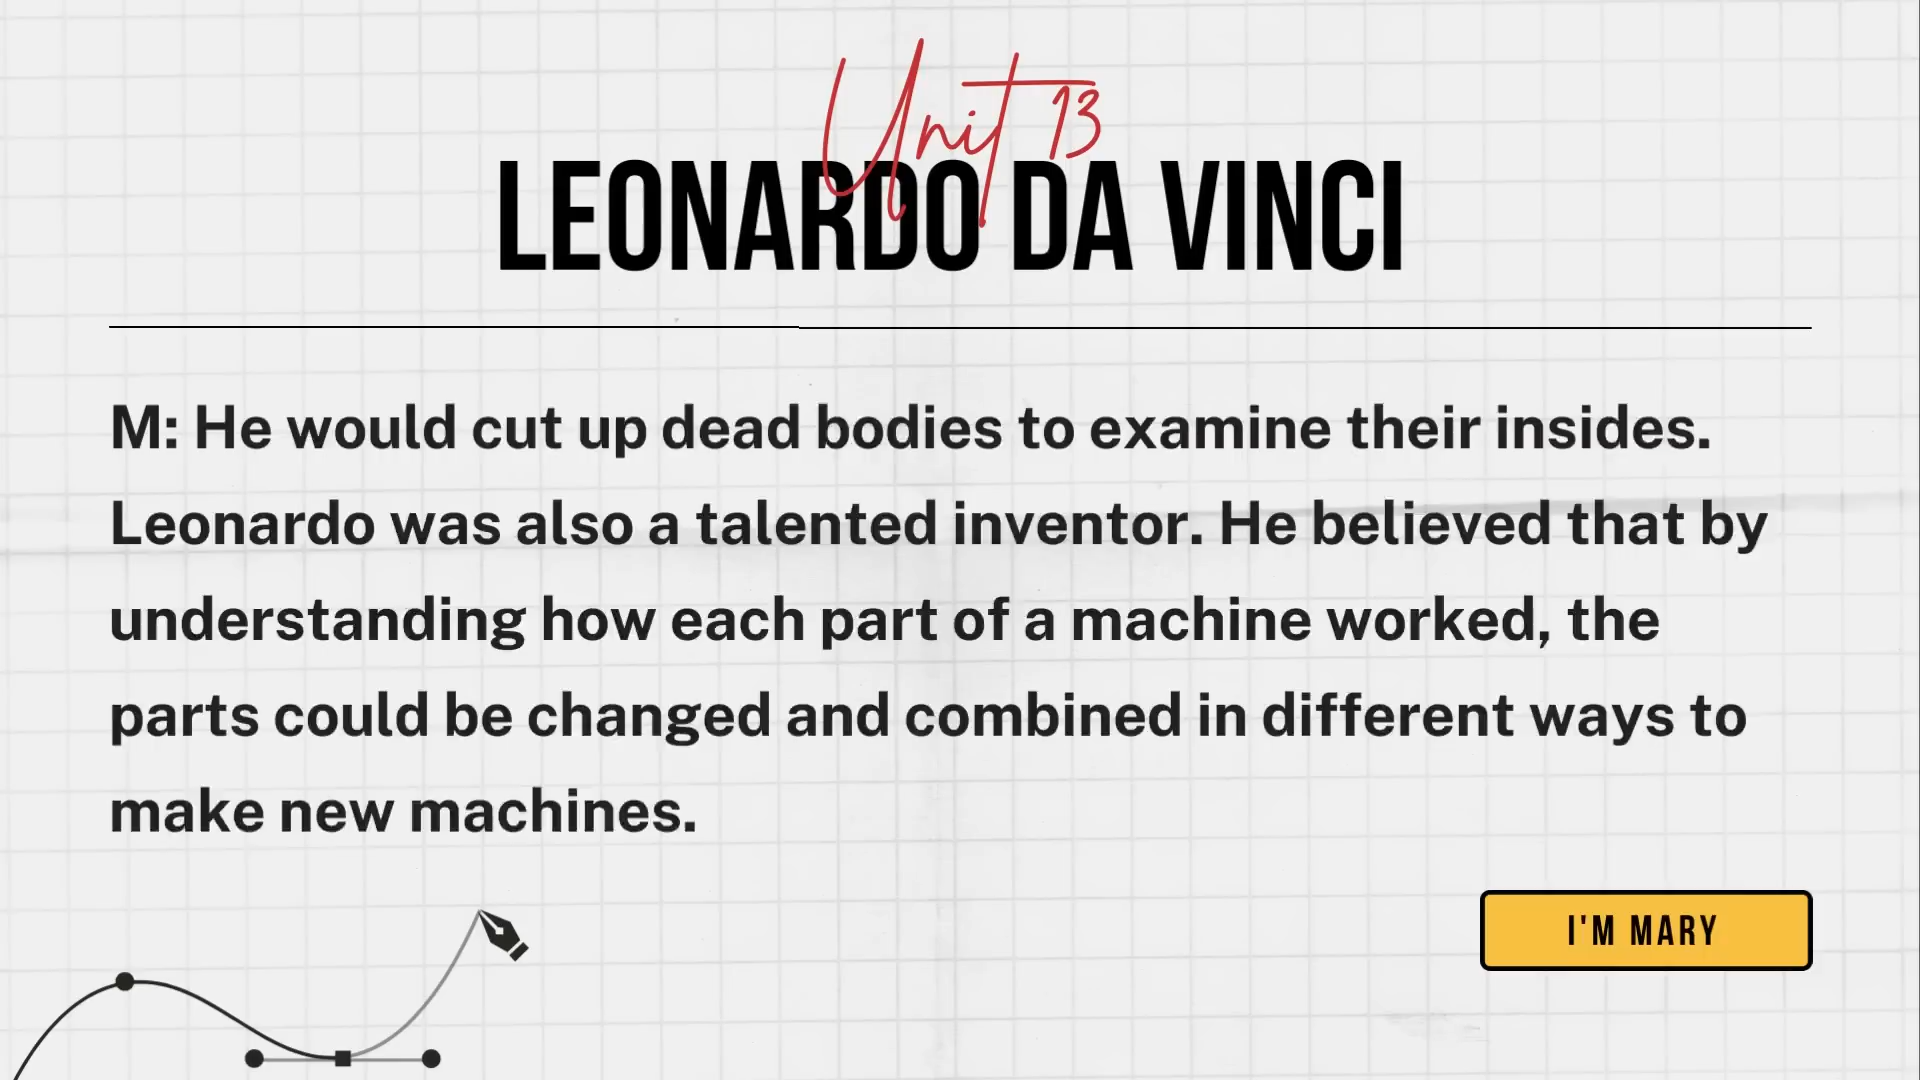 Unit 13
LEONARDO DA VINCI
M: He would cut up dead bodies to examine their insides.
Leonardo was also a talented inventor. He believed that by
understanding how each part of a machine worked, the
parts could be changed and combined in different ways to
make new machines.
I'M MARY